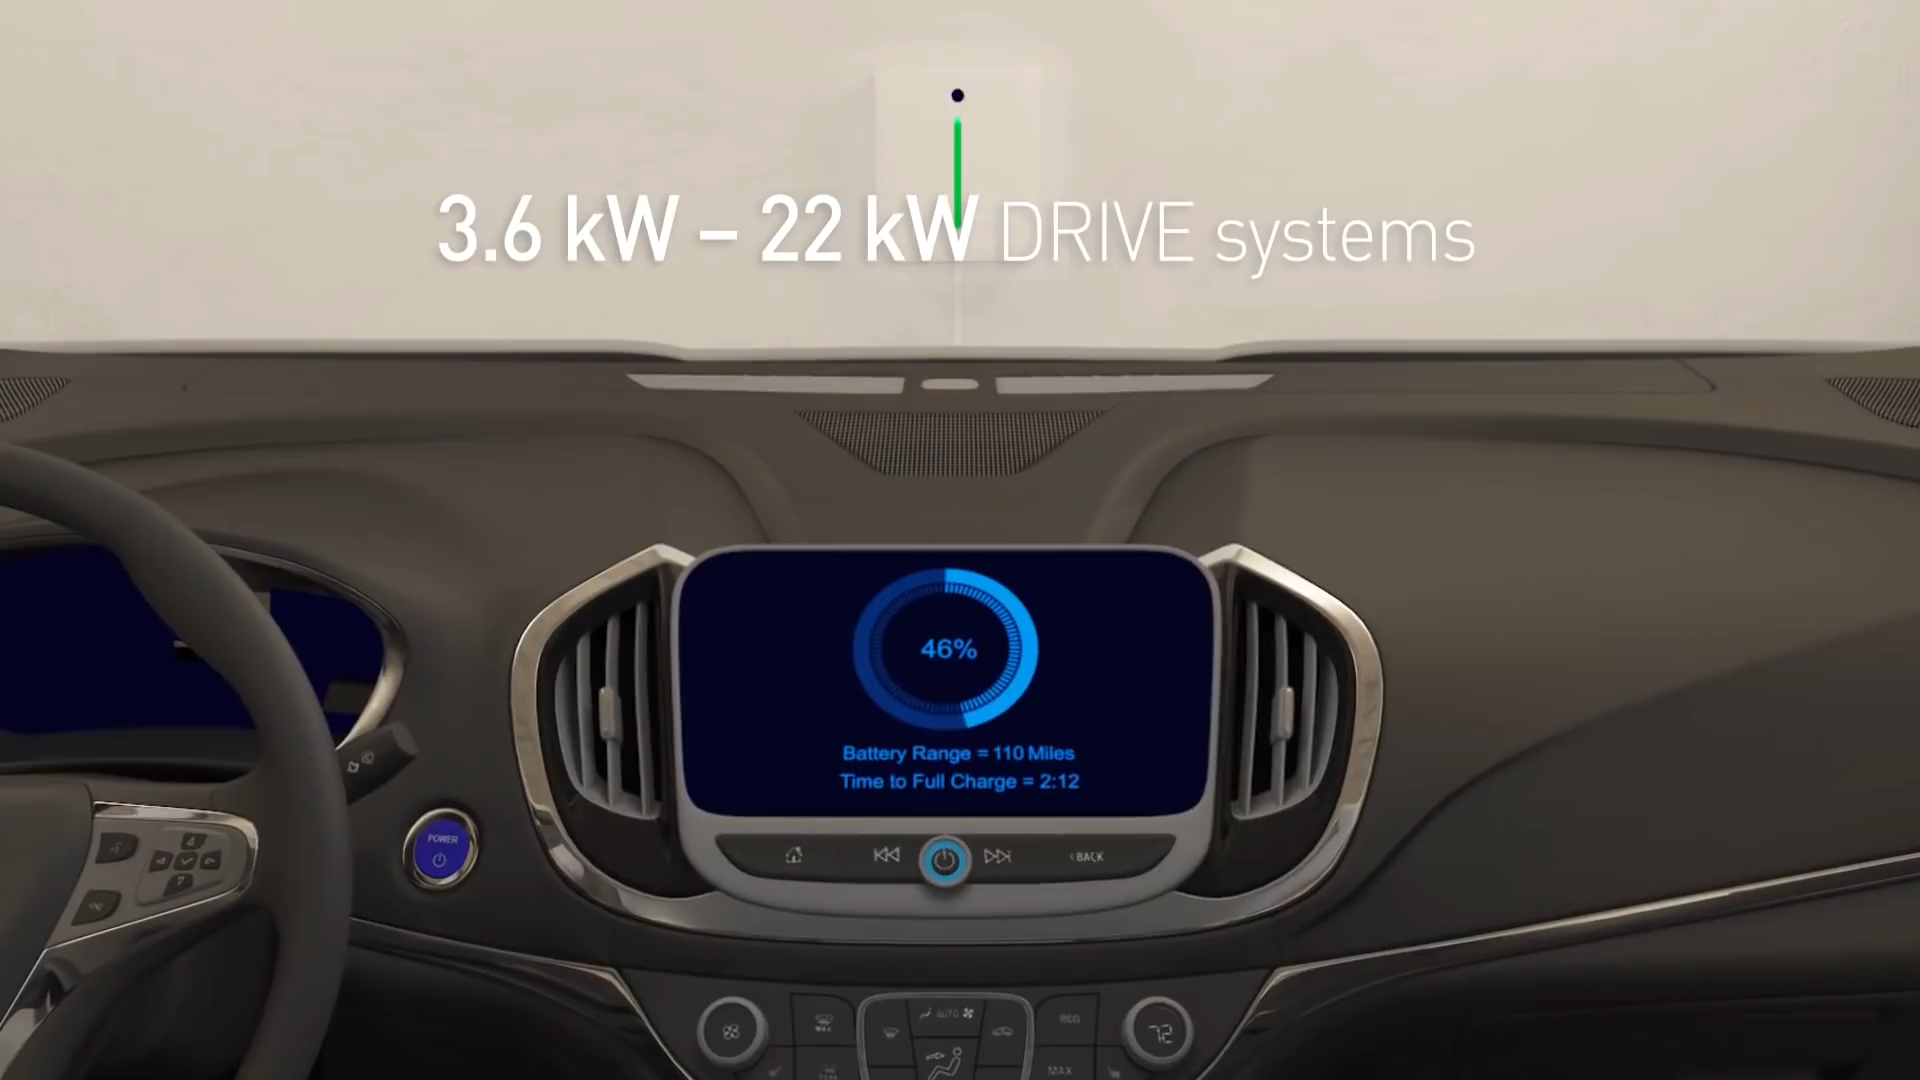 3.6 kW – 22 kW DRIVE systems
46%
Battery Range = 110 Miles
Time to Full Charge = 2:12
POWER
‹BACK
MAX
AUTO
eco
72
MAX